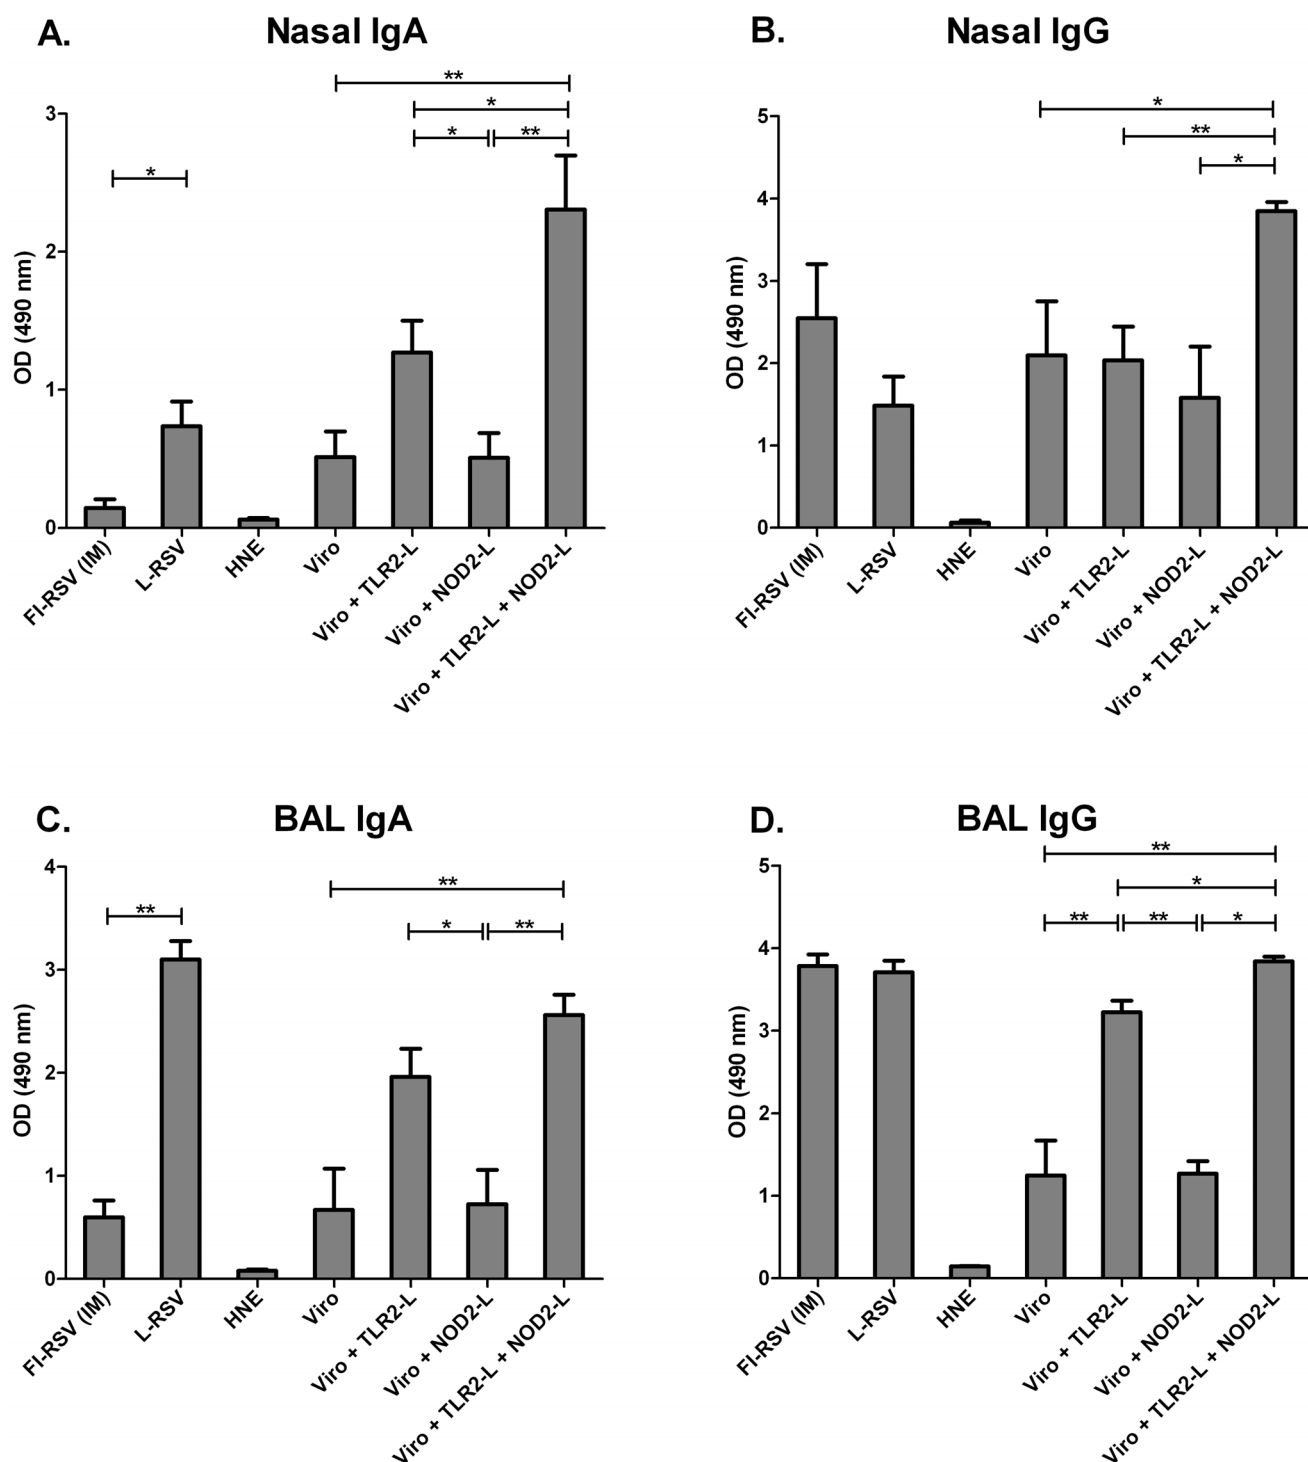 A. Nasal IgA
**
*
* **
*
3
2
1
0
OD (490 nm)
FI-RSV (IM)
L-RSV
HNE
Viro
Viro + TLR2-L
Viro + NOD2-L
Viro + TLR2-L + NOD2-L
B. Nasal IgG
*
**
*
5
4
3
2
1
0
OD (490 nm)
FI-RSV (IM)
L-RSV
HNE
Viro
Viro + TLR2-L
Viro + NOD2-L
Viro + TLR2-L + NOD2-L
C. BAL IgA
**
**
* **
4
3
2
1
0
OD (490 nm)
FI-RSV (IM)
L-RSV
HNE
Viro
Viro + TLR2-L
Viro + NOD2-L
Viro + TLR2-L + NOD2-L
D. BAL IgG
**
*
** ** *
5
4
3
2
1
0
OD (490 nm)
FI-RSV (IM)
L-RSV
HNE
Viro
Viro + TLR2-L
Viro + NOD2-L
Viro + TLR2-L + NOD2-L